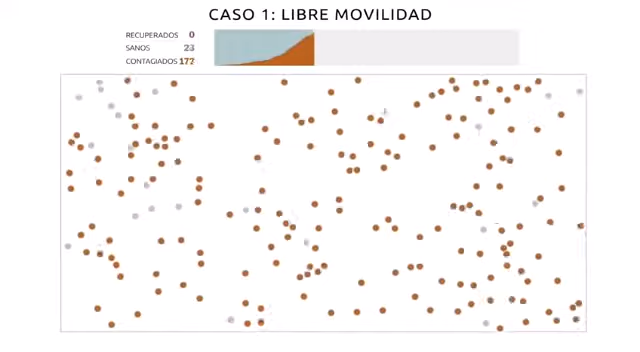 CASO 1: LIBRE MOVILIDAD
RECUPERADOS 0
SANOS 23
CONTAGIADOS 177